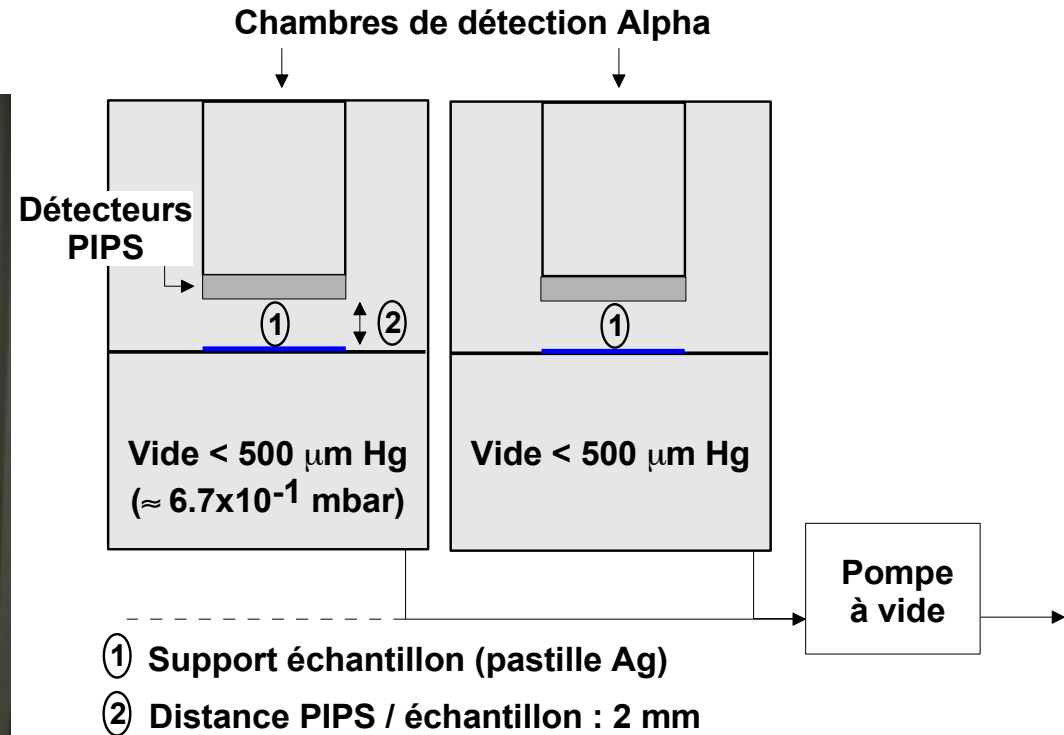 Chambres de détection Alpha
Détecteurs
PIPS
① ②
①
Vide < 500 μm Hg
(≈ 6.7x10-1 mbar)
Vide < 500 μm Hg
Pompe
à vide
① Support échantillon (pastille Ag)
② Distance PIPS / échantillon : 2 mm